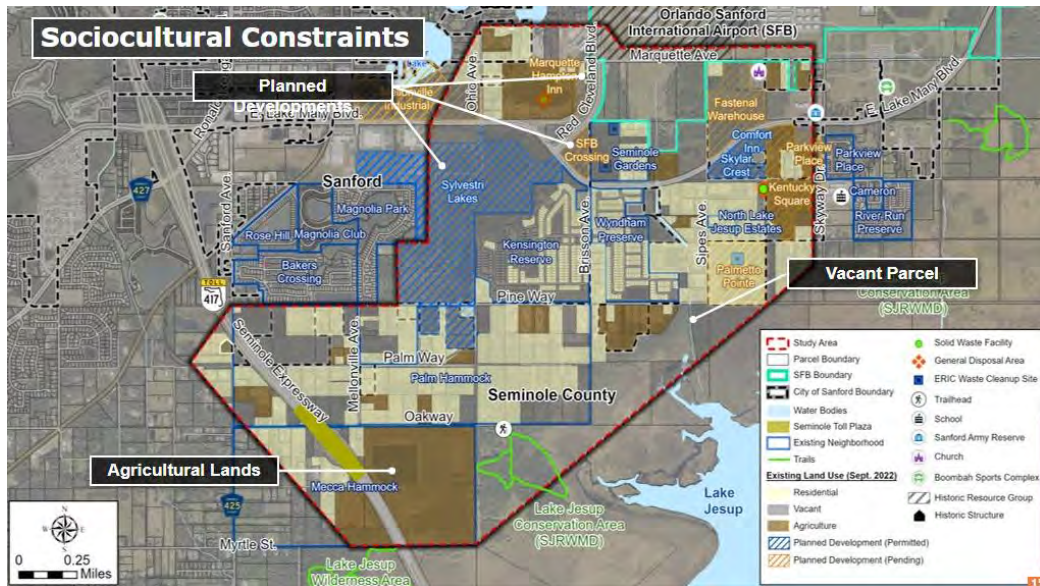 Sociocultural Constraints
Orlando Sanford
International Airport (SFB)
Marquette Ave
Planned
Developments
Lake
Industrial
E. Lake Mary Blvd.
Ohio Ave.
Marquette
Hampton
Inn
Red Cleveland Blvd.
SFB
Crossing
Seminole
Gardens
Fastenal
Warehouse
Comfort
Inn
Skylar
Crest
Parkview
Place
Parkview
Place
E. Lake Mary Blvd
Kentucky
Square
Cameron
River Run
Preserve
Skyway Dr.
427
Sanford Ave.
Sanford
Magnolia Park
Rose Hill
Magnolia Club
Bakers
Crossing
Sylvestri
Lakes
Kensington
Reserve
Brisson Ave.
Wyndham
Preserve
Sipes Ave.
North Lake
Jesup Estates
Palmetto
Pointe
Vacant Parcel
Conservation Area
(SJRWMD)
TOLL
417
Pine Way
Seminole Expressway
Mellonville Ave.
Palm Way
Palm Hammock
Seminole County
Oakway
Agricultural Lands
Mecca Hammock
425
Myrtle St.
Lake Jesup
Conservation Area
(SJRWMD)
Lake
Jesup
Lake Jesup
Wilderness Area
N
W
E
S
0
0.25
Miles
Study Area
Parcel Boundary
SFB Boundary
City of Sanford Boundary
Water Bodies
Seminole Toll Plaza
Existing Neighborhood
Trails
Existing Land Use (Sept. 2022)
Residential
Vacant
Agriculture
Planned Development (Permitted)
Planned Development (Pending)
Solid Waste Facility
General Disposal Area
ERIC Waste Cleanup Site
Trailhead
School
Sanford Army Reserve
Church
Boombah Sports Complex
Historic Resource Group
Historic Structure